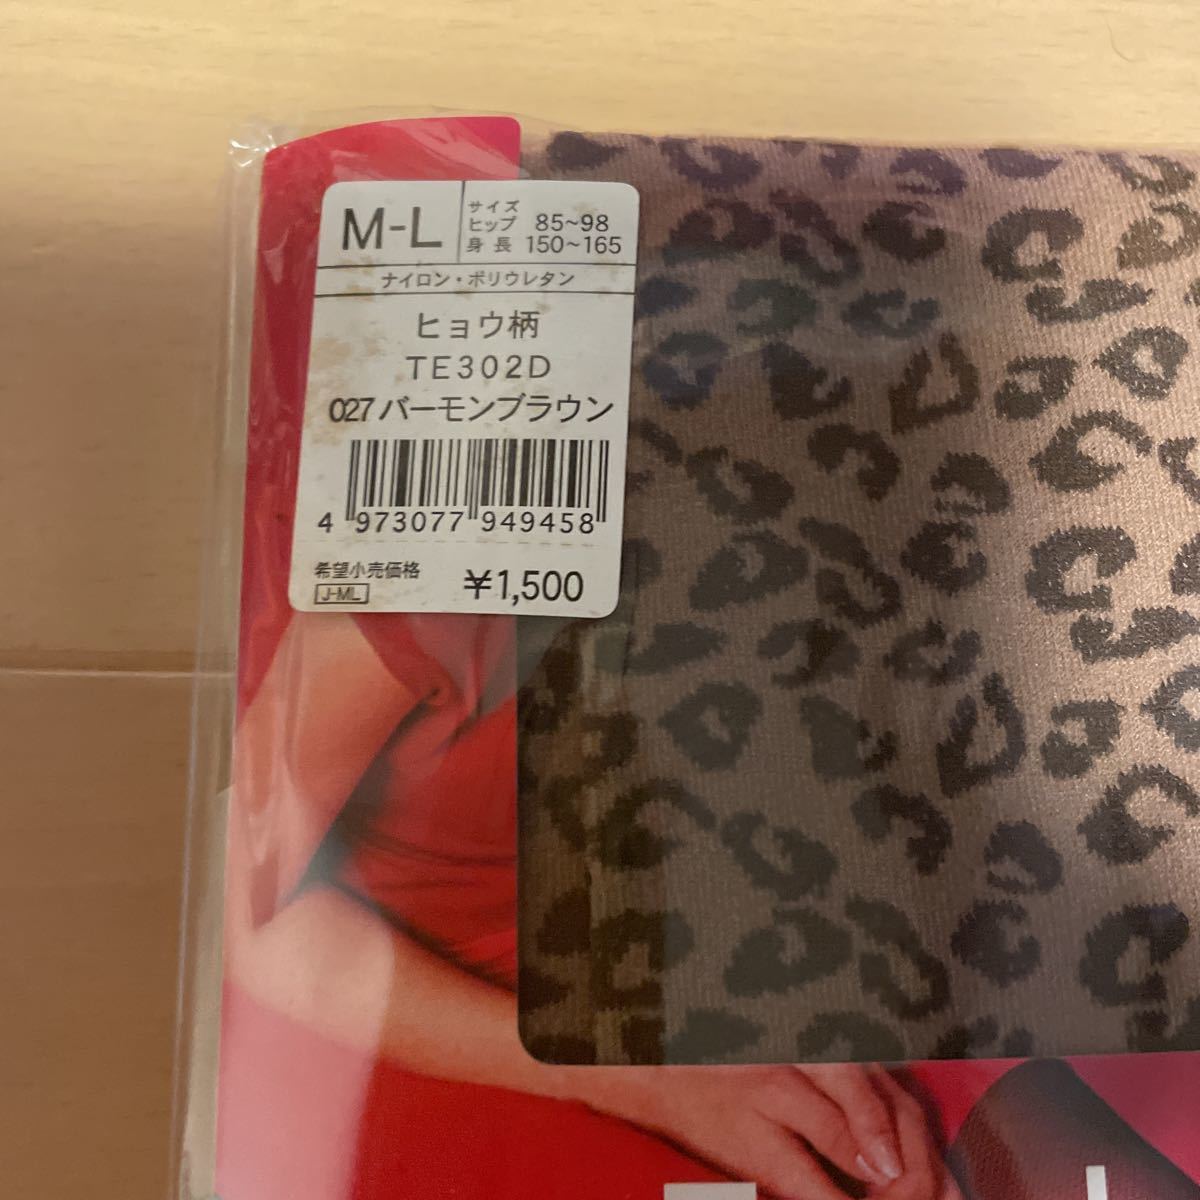 M-L
サイズ
ヒップ 85~98
身長 150~165
ナイロン・ポリウレタン
ヒョウ柄
TE302D
027 バーモンブラウン
4 973077 949458
希望小売価格
J-ML ¥1,500